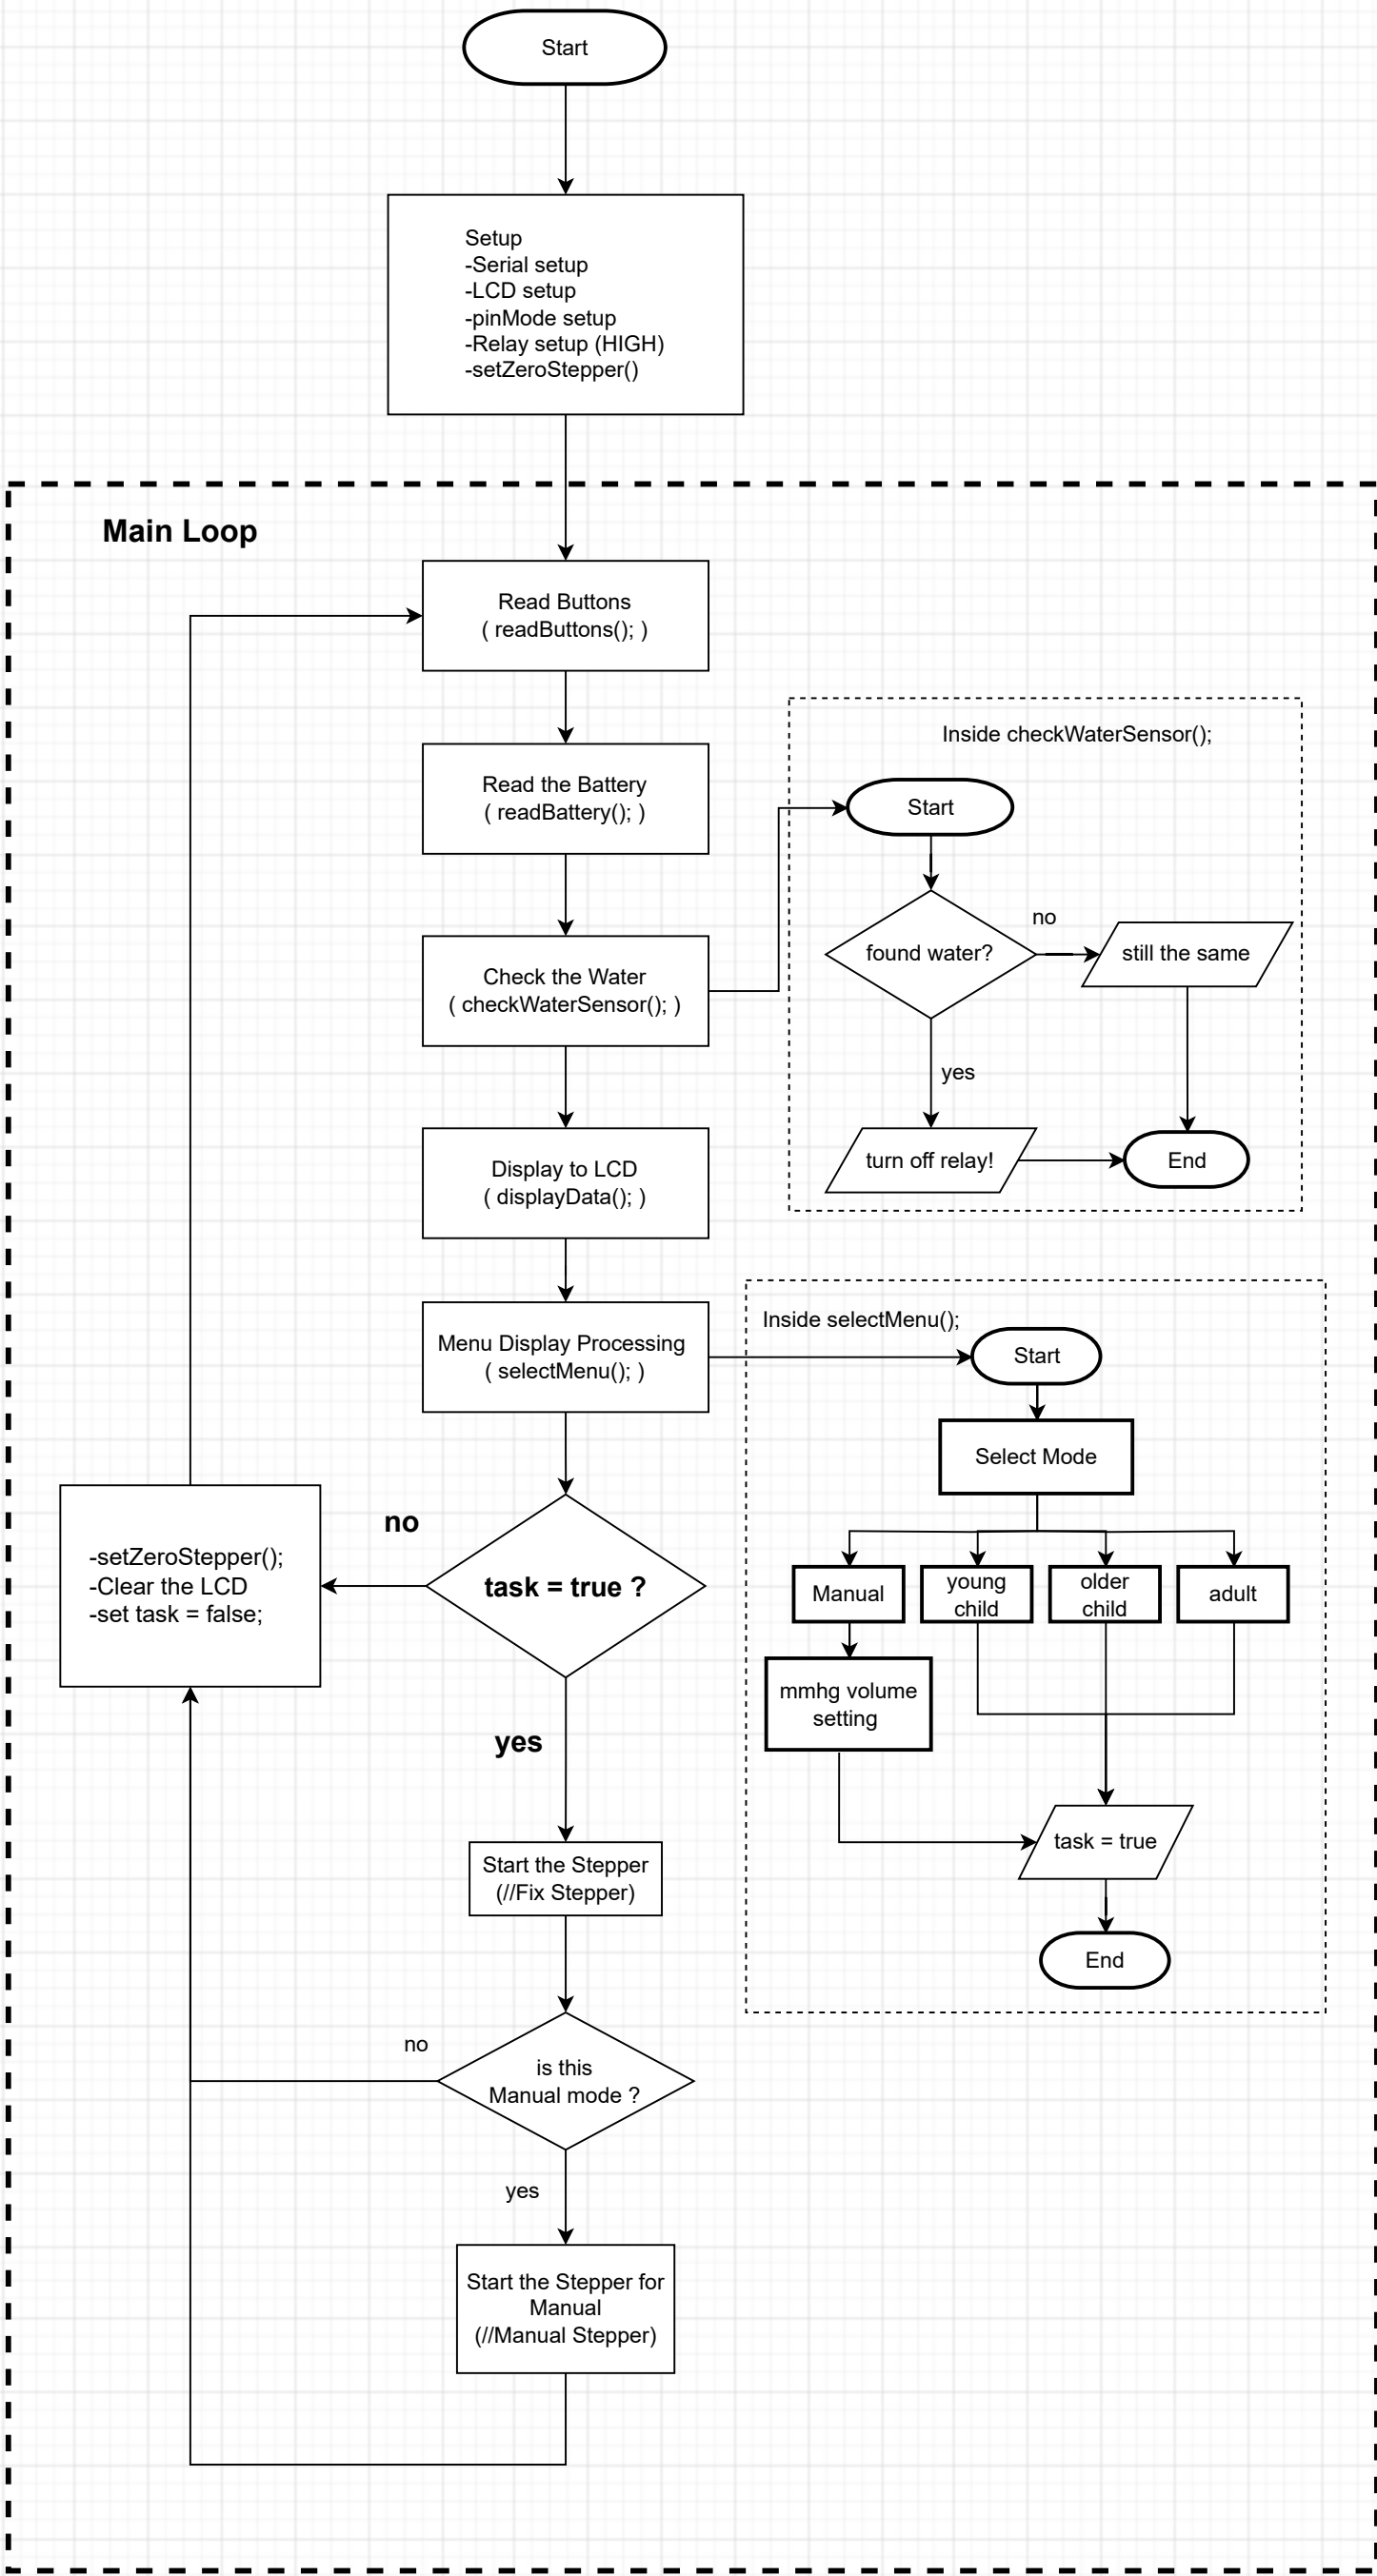 Start
Setup
-Serial setup
-LCD setup
-pinMode setup
-Relay setup (HIGH)
-setZeroStepper()
Main Loop
Read Buttons
( readButtons(); )
Read the Battery
( readBattery(); )
Check the Water
( checkWaterSensor(); )
Inside checkWaterSensor();
Start
found water?
no
still the same
yes
turn off relay!
End
Display to LCD
( displayData(); )
Menu Display Processing
( selectMenu(); )
Inside selectMenu();
Start
Select Mode
Manual
young
child
older
child
adult
mmhg volume
setting
task = true
End
task = true ?
no
-setZeroStepper();
-Clear the LCD
-set task = false;
yes
Start the Stepper
(//Fix Stepper)
is this
Manual mode ?
no
yes
Start the Stepper for
Manual
(//Manual Stepper)